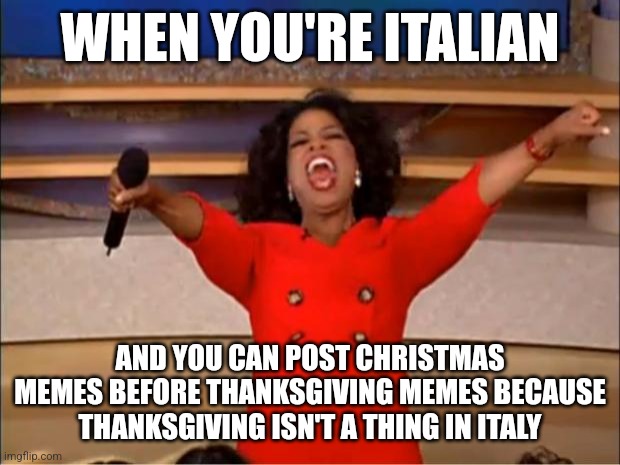 WHEN YOU'RE ITALIAN
AND YOU CAN POST CHRISTMAS
MEMES BEFORE THANKSGIVING MEMES BECAUSE
THANKSGIVING ISN'T A THING IN ITALY
imgflip.com